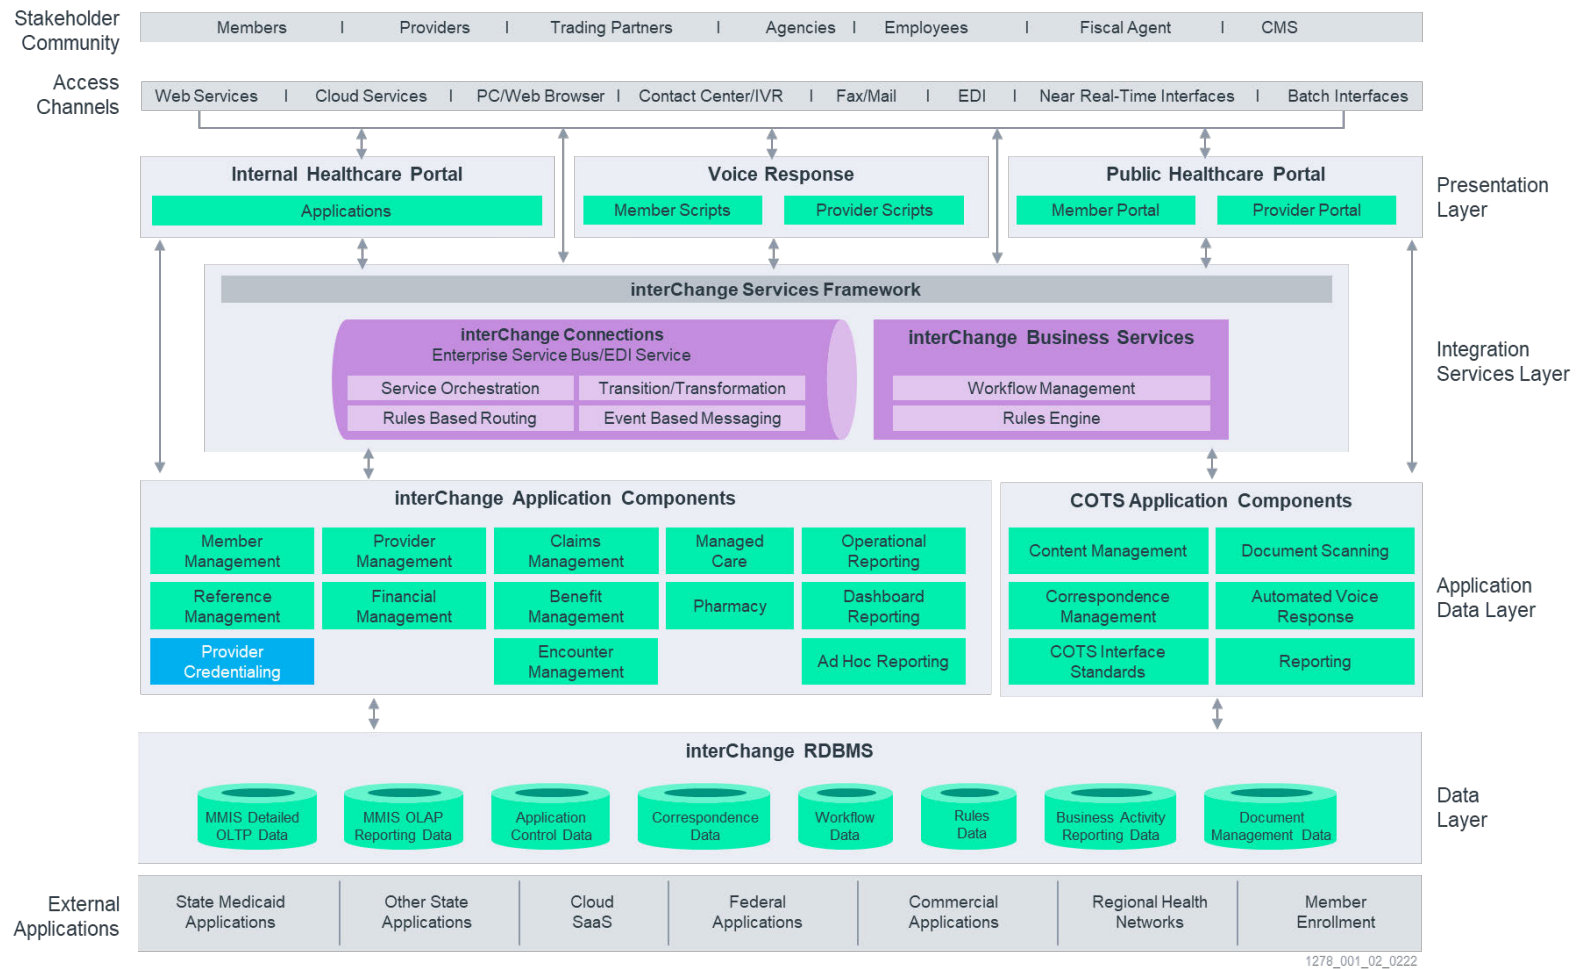 Stakeholder
Community
Members | Providers | Trading Partners | Agencies | Employees | Fiscal Agent | CMS
Access
Channels
Web Services | Cloud Services | PC/Web Browser | Contact Center/IVR | Fax/Mail | EDI | Near Real-Time Interfaces | Batch Interfaces
Internal Healthcare Portal
Applications
Voice Response
Member Scripts
Provider Scripts
Public Healthcare Portal
Member Portal
Provider Portal
Presentation
Layer
interChange Services Framework
interChange Connections
Enterprise Service Bus/EDI Service
Service Orchestration
Transition/Transformation
Rules Based Routing
Event Based Messaging
interChange Business Services
Workflow Management
Rules Engine
Integration
Services Layer
interChange Application Components
Member
Management
Provider
Management
Claims
Management
Managed
Care
Operational
Reporting
Reference
Management
Financial
Management
Benefit
Management
Pharmacy
Dashboard
Reporting
Provider
Credentialing
Encounter
Management
Ad Hoc Reporting
COTS Application Components
Content Management
Document Scanning
Correspondence
Management
Automated Voice
Response
COTS Interface
Standards
Reporting
Application
Data Layer
interChange RDBMS
MMIS Detailed
OLTP Data
MMIS OLAP
Reporting Data
Application
Control Data
Correspondence
Data
Workflow
Data
Rules
Data
Business Activity
Reporting Data
Document
Management Data
Data
Layer
External
Applications
State Medicaid
Applications
Other State
Applications
Cloud
SaaS
Federal
Applications
Commercial
Applications
Regional Health
Networks
Member
Enrollment
1278_001_02_0222